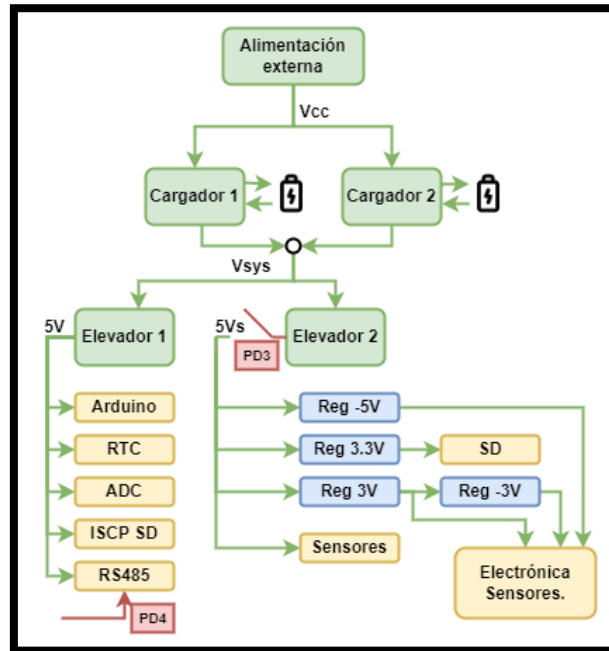 Alimentación
externa
Vcc
Cargador 1
Cargador 2
Vsys
5V
Elevador 1
5Vs
Elevador 2
PD3
Arduino
Reg -5V
RTC
Reg 3.3V
SD
ADC
Reg 3V
Reg -3V
ISCP SD
Sensores
RS485
Electrónica
Sensores.
PD4